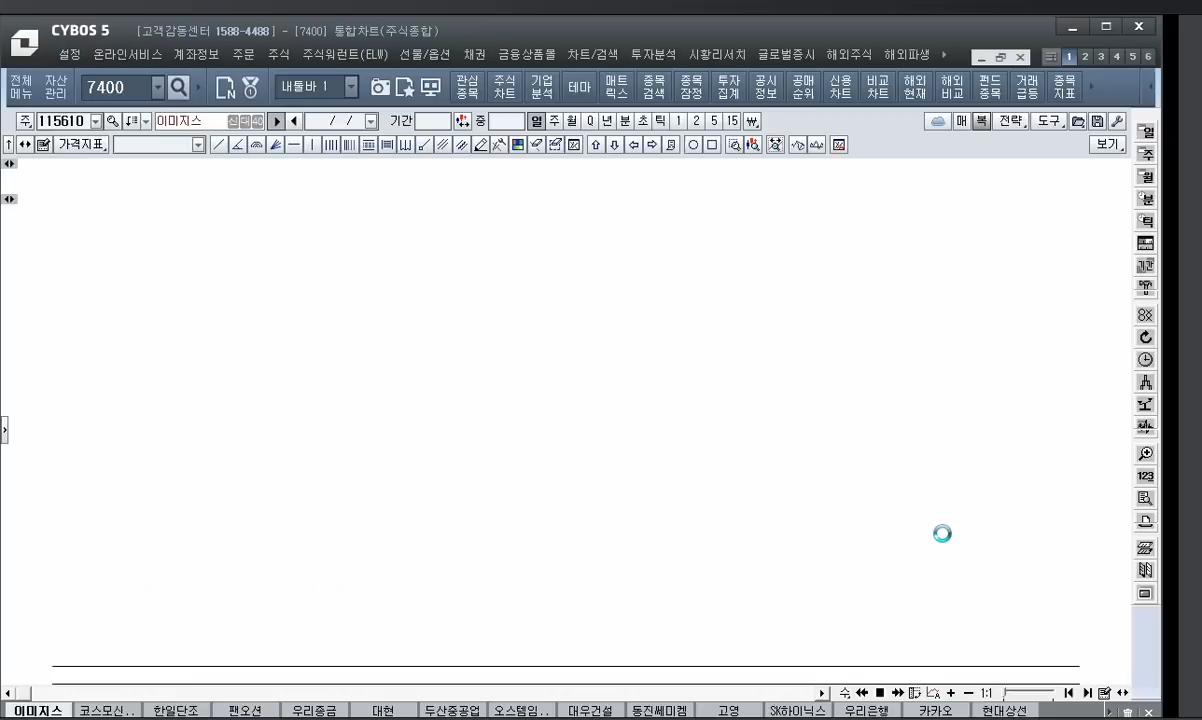 CYBOS 5 [고객감동센터 1588-4488] - [7400] 통합차트(주식종합)
설정 온라인서비스 계좌정보 주문 주식 주식워런트(ELW) 선물/옵션 채권 금융상품몰 차트/검색 투자분석 시황리서치 글로벌증시 해외주식 해외파생 1 2 3 4 5 6
전체메뉴 자산관리 7400 내툴바 1 관심종목 주식차트 기업분석 테마 매트릭스 종목검색 종목잠정 투자집계 공시정보 공매순위 신용차트 비교차트 해외현재 해외비교 펀드종목 거래급등 종목지표
주 115610 이미지스 신 대 40 / / 기간 중 일 주 월 Q 년 분 초 틱 1 2 5 15 ₩ 매 복 전략 도구
가격지표 보기
일
주
월
분
틱
기간
123
1:1
이미지스 코스모신.. 한일단조 팬오션 우리종금 대현 두산중공업 오스템임.. 대우건설 동진쎄미켐 고영 SK하이닉스 우리은행 카카오 현대상선